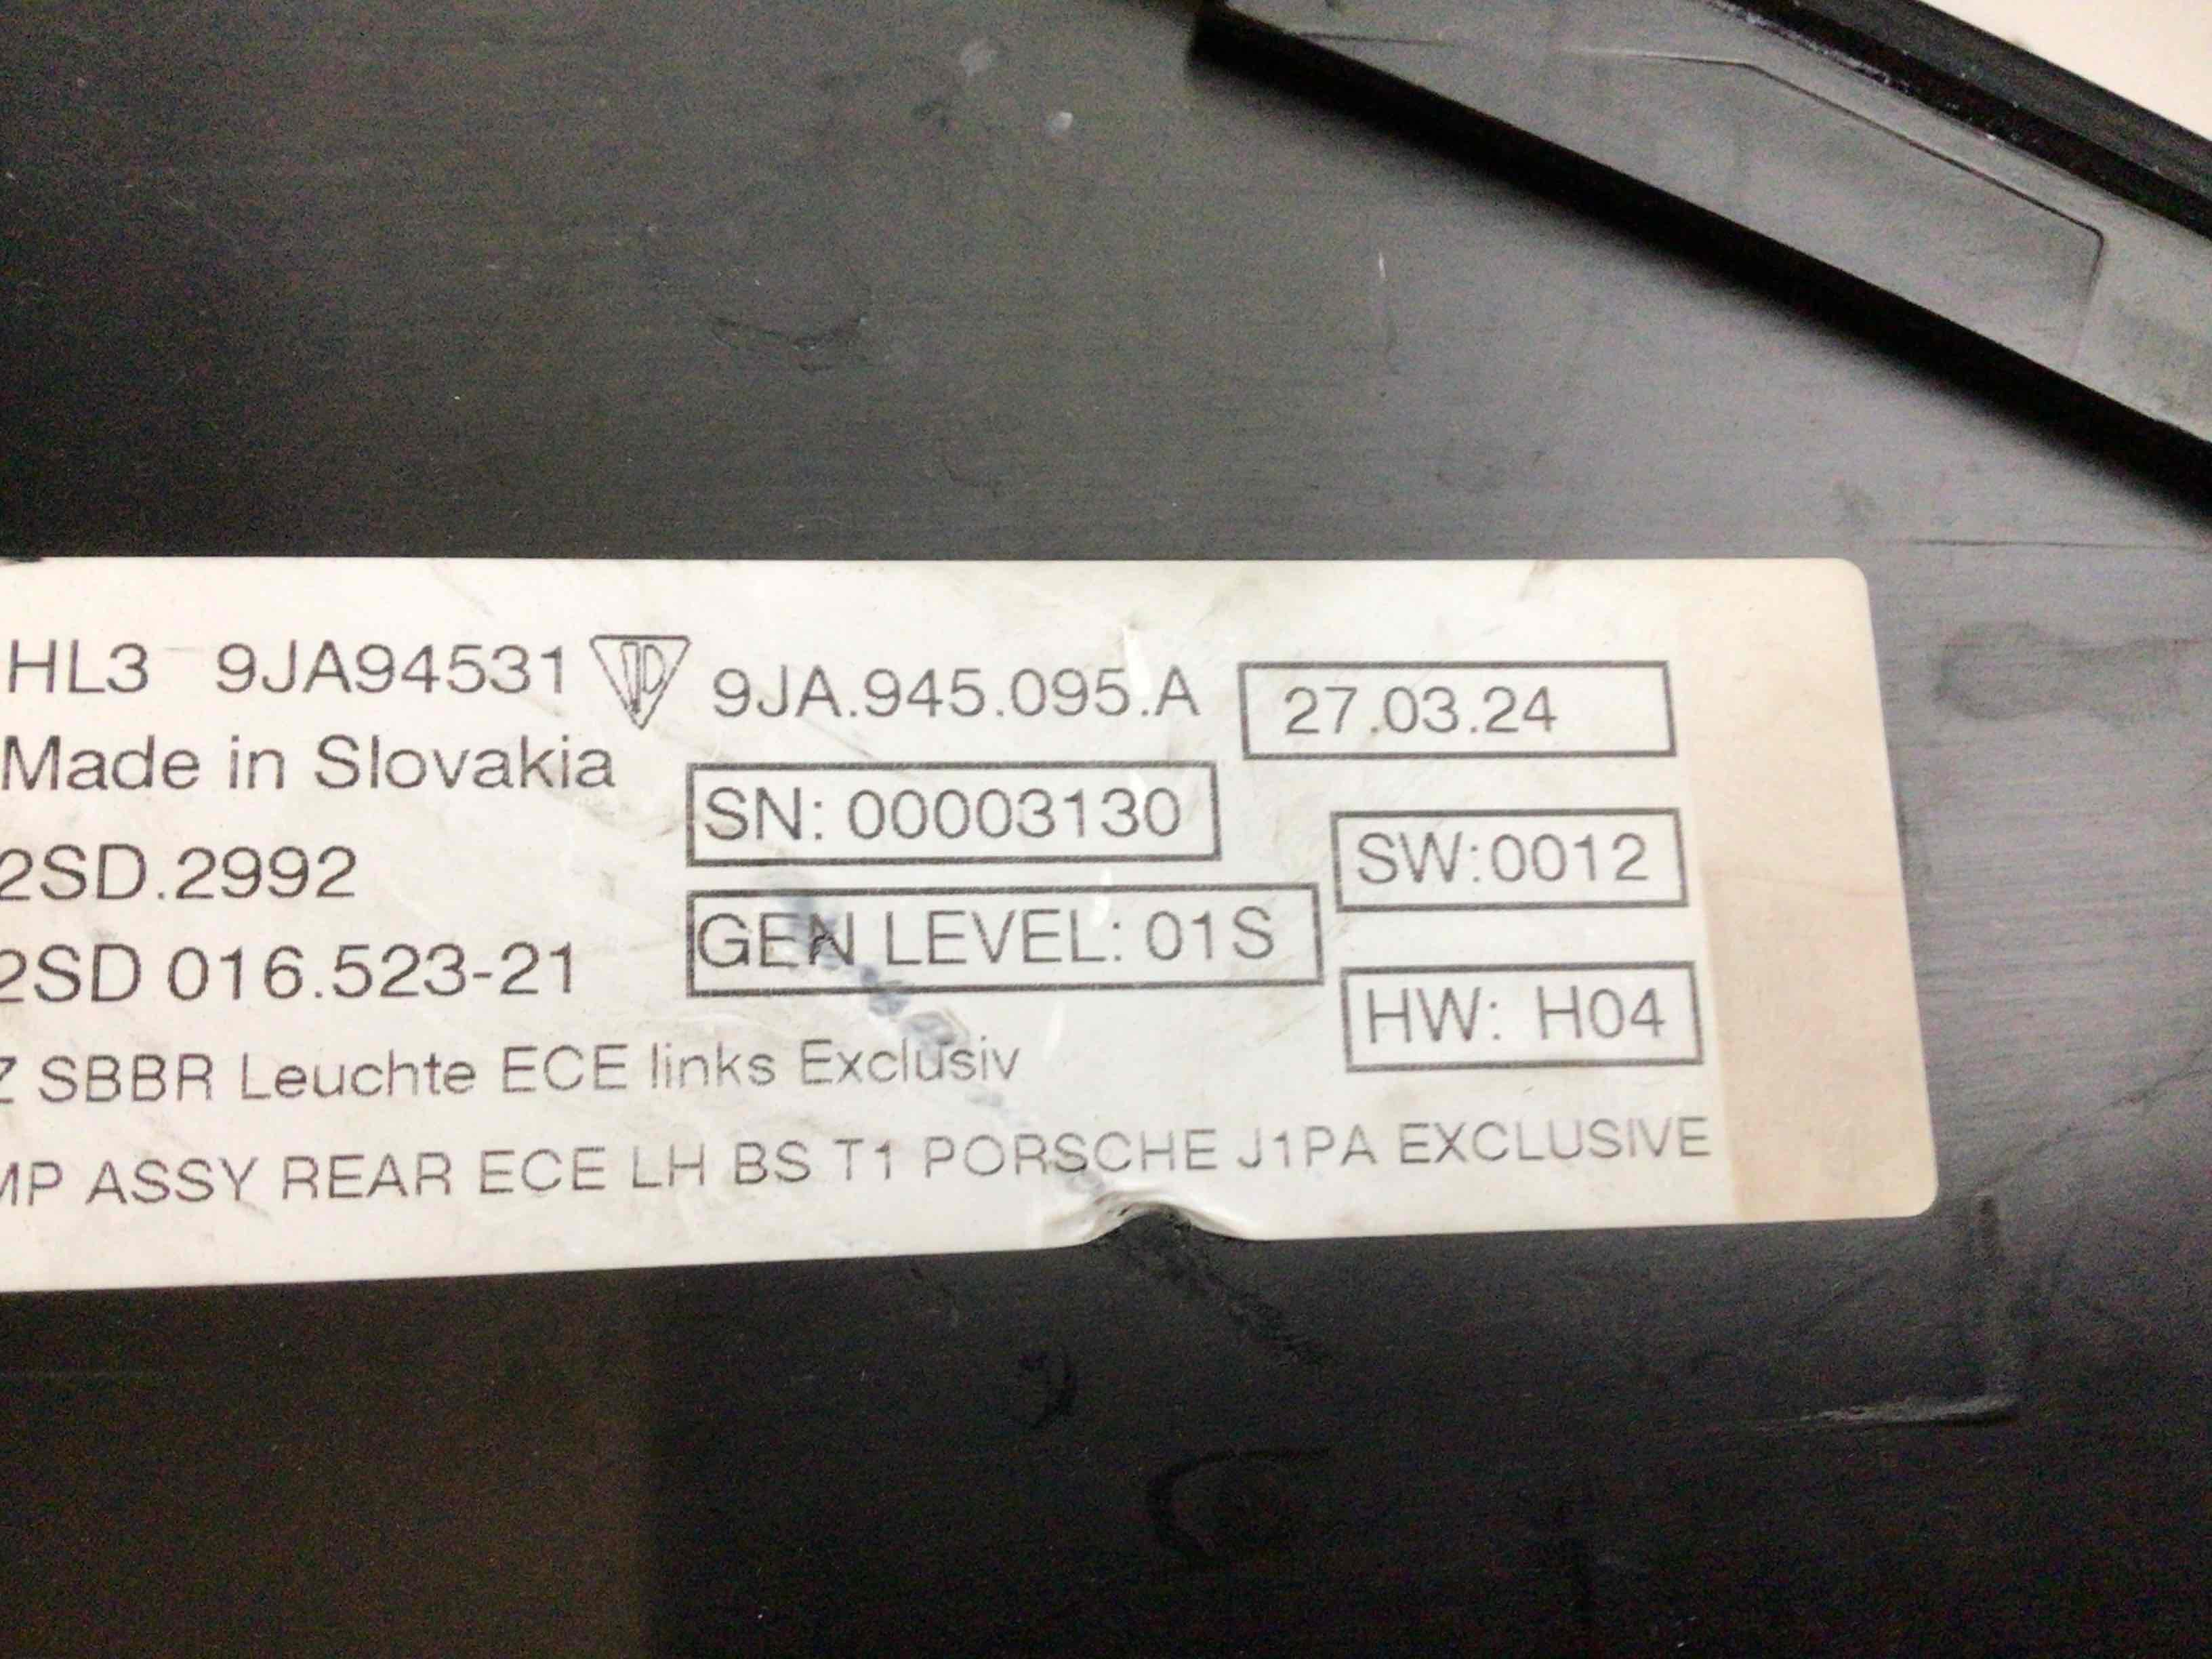 HL3 9JA94531 9JA.945.095.A 27.03.24
Made in Slovakia
SN: 00003130
2SD.2992
SW:0012
GEN LEVEL: 01S
2SD 016.523-21
HW: H04
SBBR Leuchte ECE links Exclusiv
ASSY REAR ECE LH BS T1 PORSCHE J1PA EXCLUSIVE